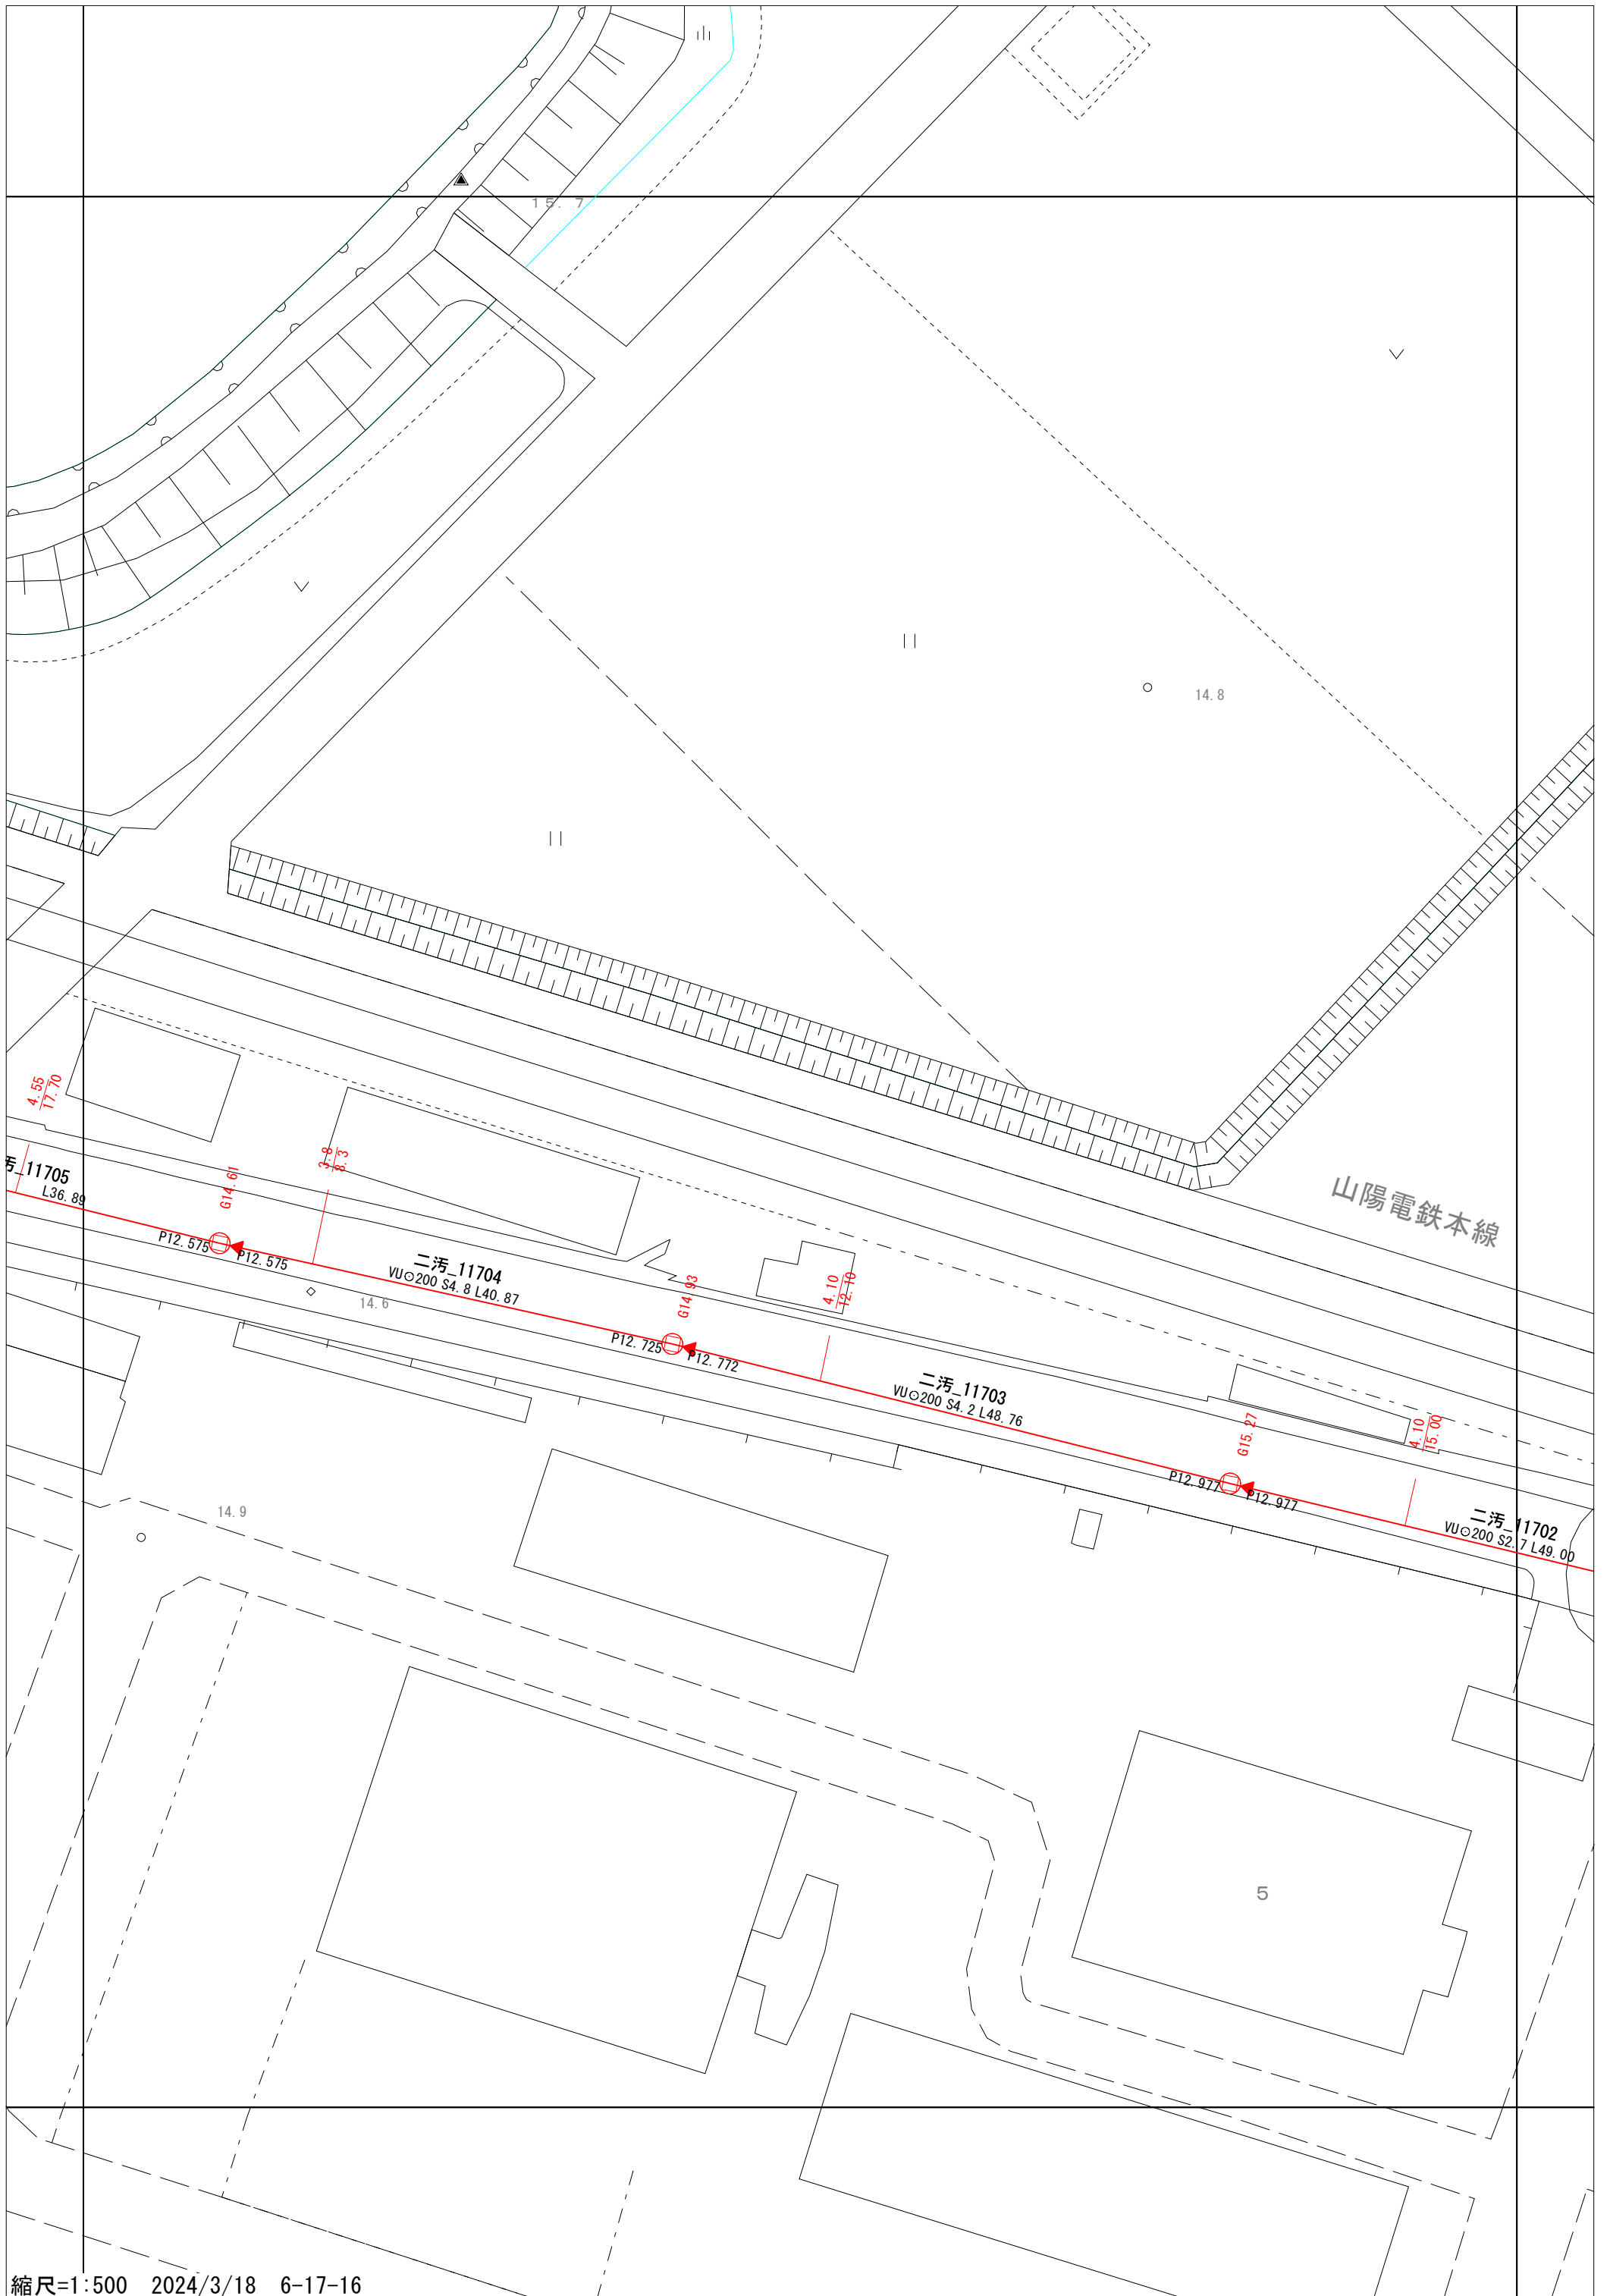 15.7
14.8
山陽電鉄本線
4.55
17.70
汚_11705
L36.89
G14.61
3.8
8.3
P12.575
P12.575
二汚_11704
VU⊙200 S4.8 L40.87
14.6
G14.93
4.10
12.10
P12.725
P12.772
二汚_11703
VU⊙200 S4.2 L48.76
G15.27
4.10
15.00
P12.977
P12.977
二汚_11702
VU⊙200 S2.7 L49.00
14.9
5
縮尺=1:500 2024/3/18 6-17-16